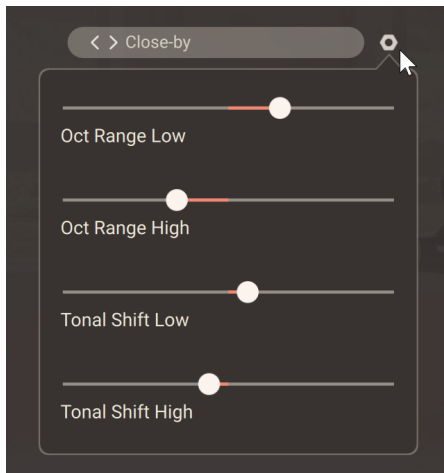 Close-by
Oct Range Low
Oct Range High
Tonal Shift Low
Tonal Shift High